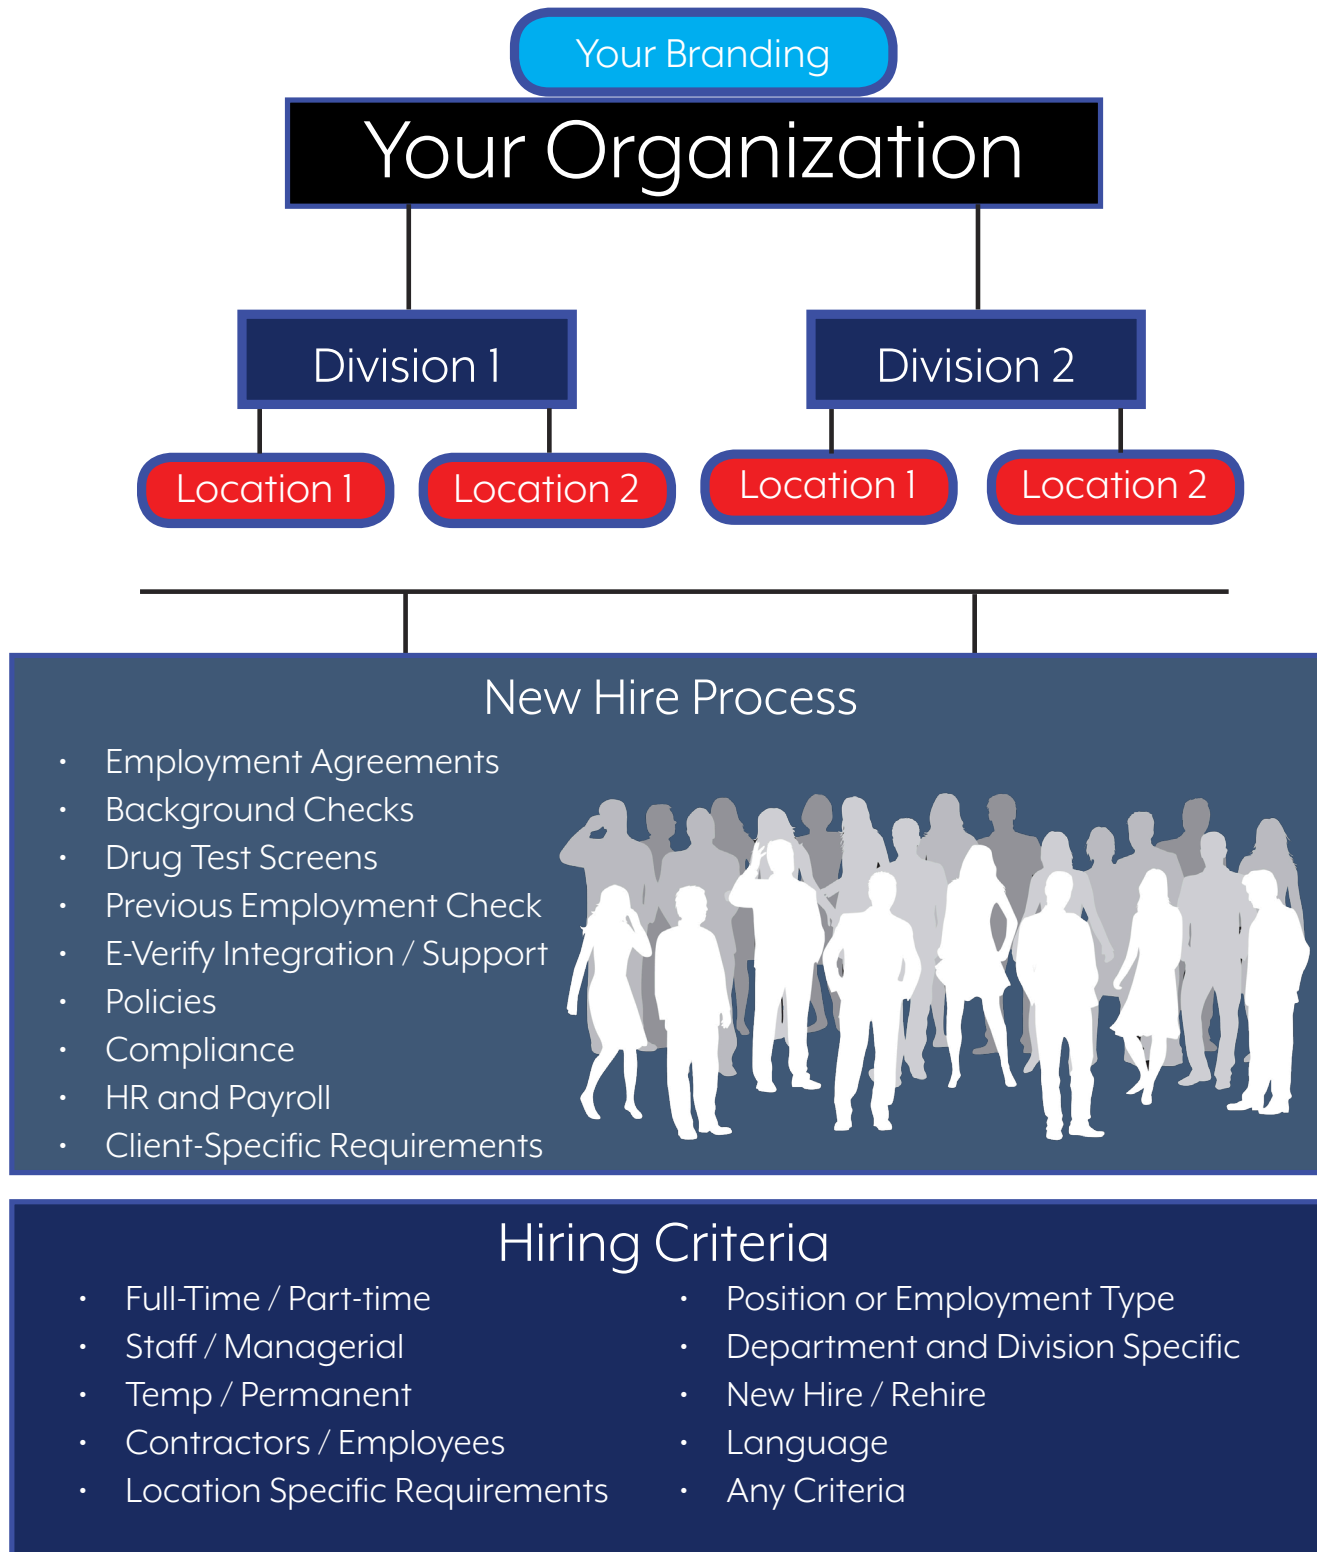 Your Branding
Your Organization
Division 1
Division 2
Location 1
Location 2
Location 1
Location 2
New Hire Process
· Employment Agreements
· Background Checks
· Drug Test Screens
· Previous Employment Check
· E-Verify Integration / Support
· Policies
· Compliance
· HR and Payroll
· Client-Specific Requirements
Hiring Criteria
· Full-Time / Part-time
· Staff / Managerial
· Temp / Permanent
· Contractors / Employees
· Location Specific Requirements
· Position or Employment Type
· Department and Division Specific
· New Hire / Rehire
· Language
· Any Criteria